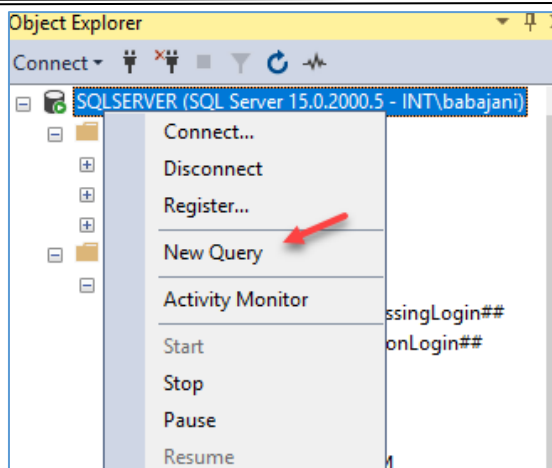 Object Explorer
Connect
SQLSERVER (SQL Server 15.0.2000.5 - INT\babajani)
Connect...
Disconnect
Register...
New Query
Activity Monitor
ssingLogin##
Start
onLogin##
Stop
Pause
Resume